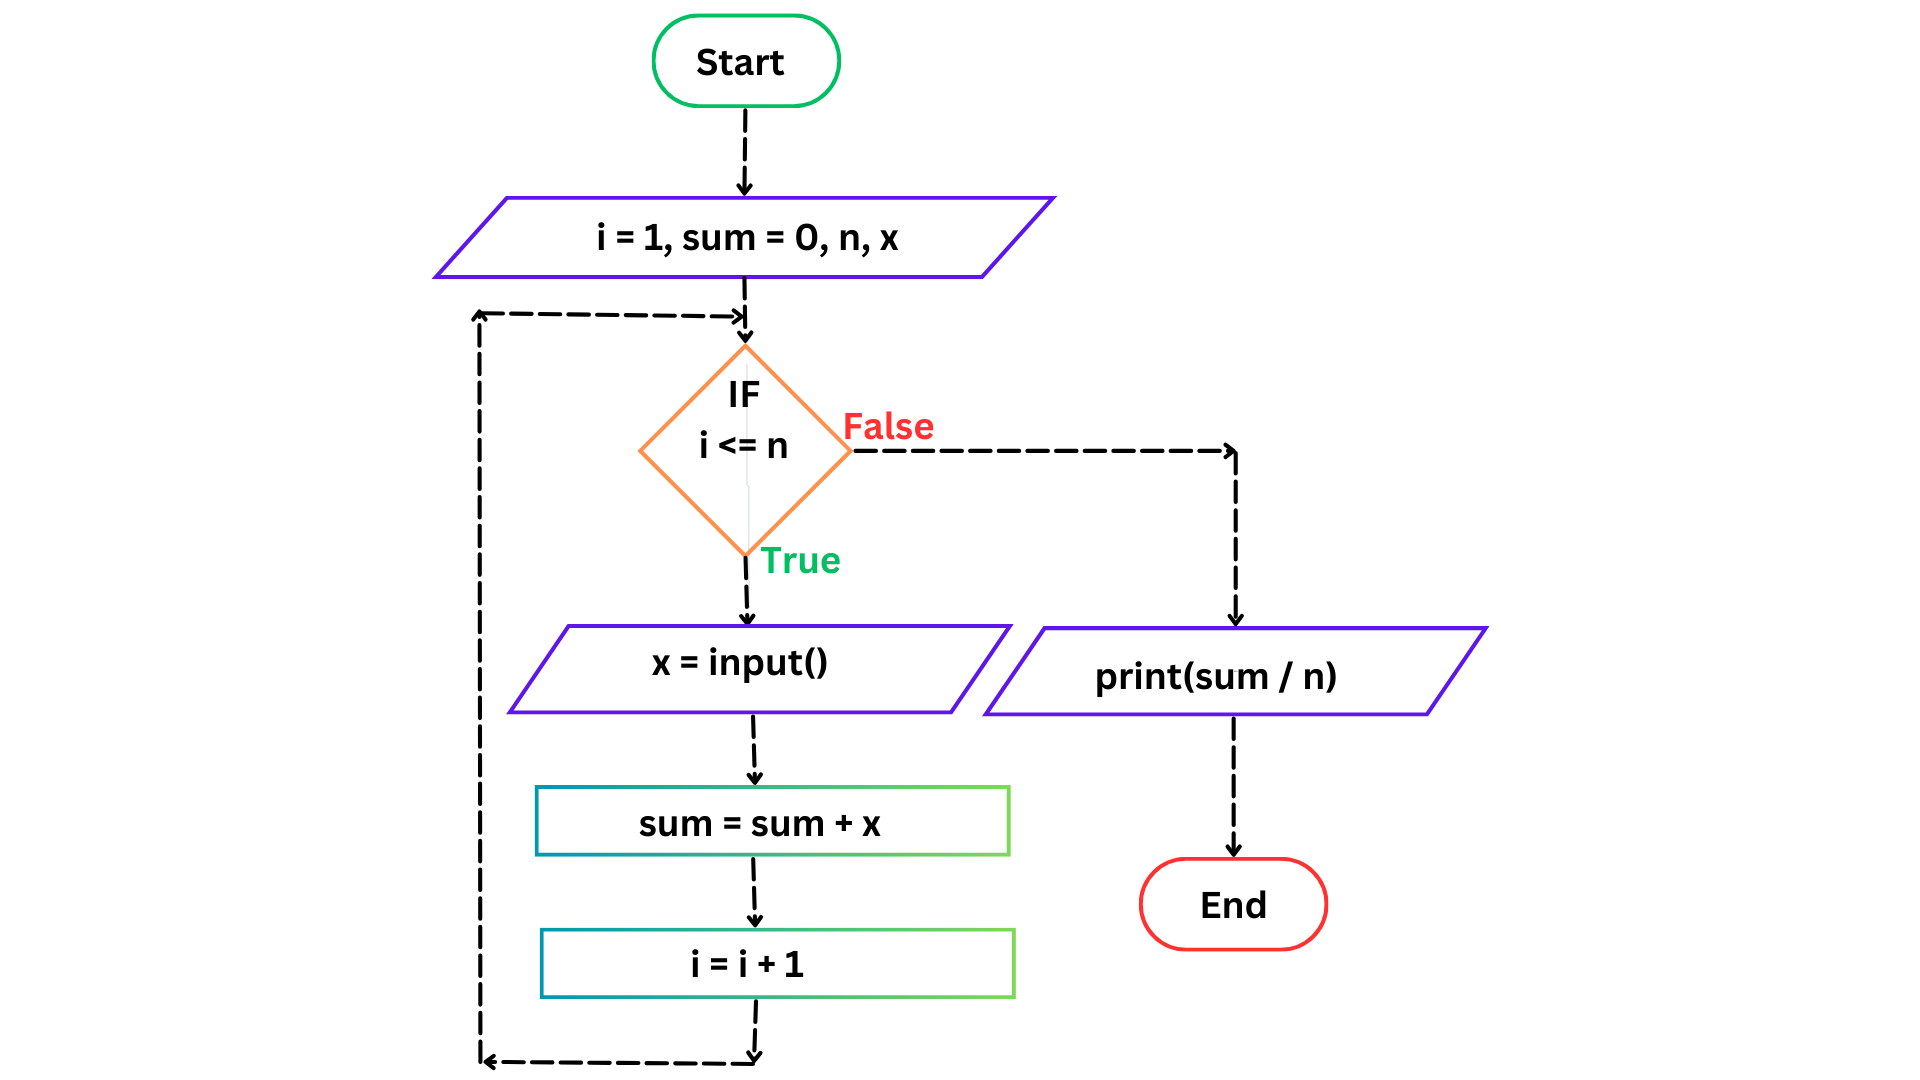 Start
i = 1, sum = 0, n, x
IF
i <= n
False
True
x = input()
print(sum / n)
sum = sum + x
End
i = i + 1